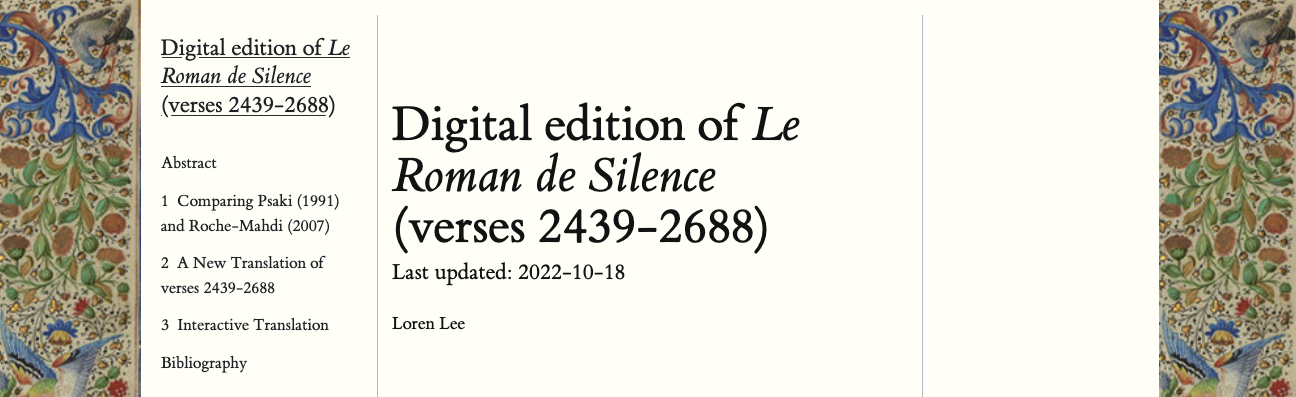 Digital edition of Le
Roman de Silence
(verses 2439-2688)
Abstract
1 Comparing Psaki (1991)
and Roche-Mahdi (2007)
2 A New Translation of
verses 2439-2688
3 Interactive Translation
Bibliography
Digital edition of Le
Roman de Silence
(verses 2439-2688)
Last updated: 2022-10-18
Loren Lee